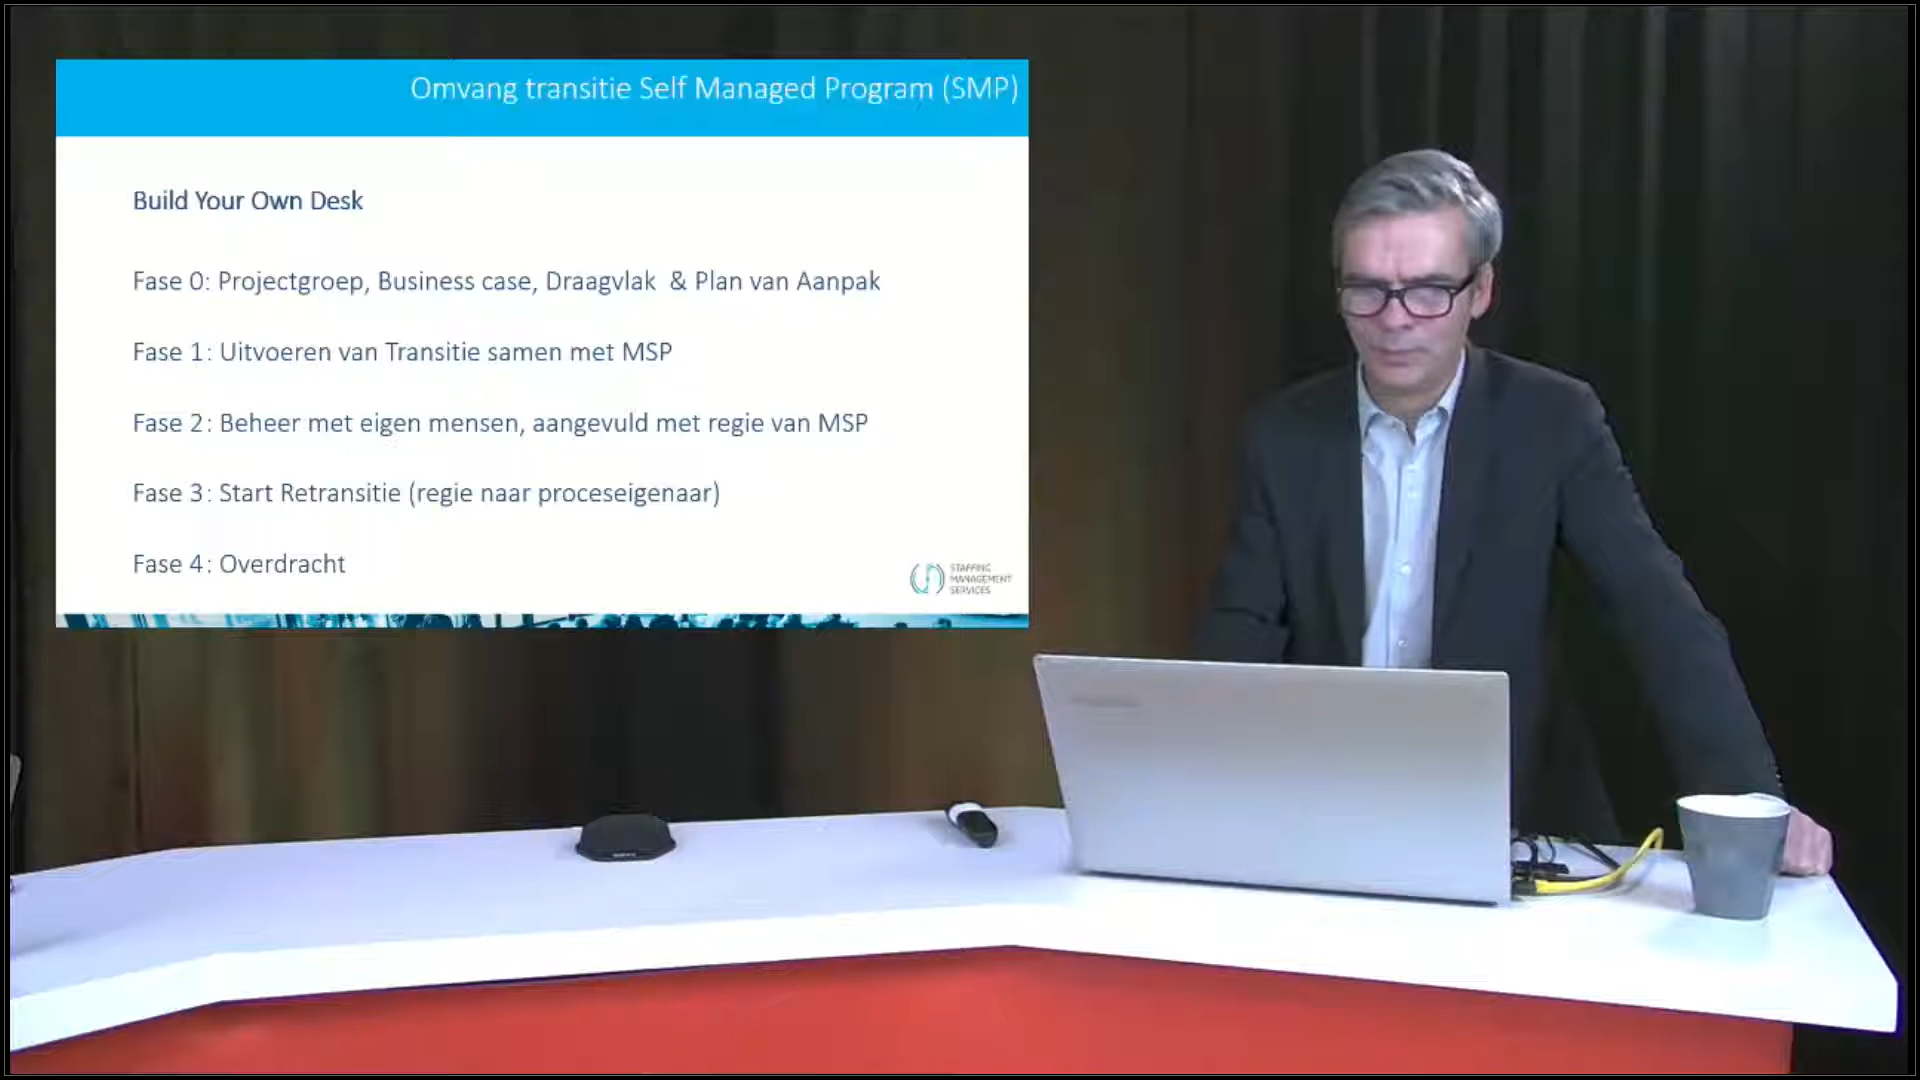 Omvang transitie Self Managed Program (SMP)
Build Your Own Desk
Fase 0: Projectgroep, Business case, Draagvlak & Plan van Aanpak
Fase 1: Uitvoeren van Transitie samen met MSP
Fase 2: Beheer met eigen mensen, aangevuld met regie van MSP
Fase 3: Start Retransitie (regie naar proceseigenaar)
Fase 4: Overdracht
STAFFING
MANAGEMENT
SERVICES